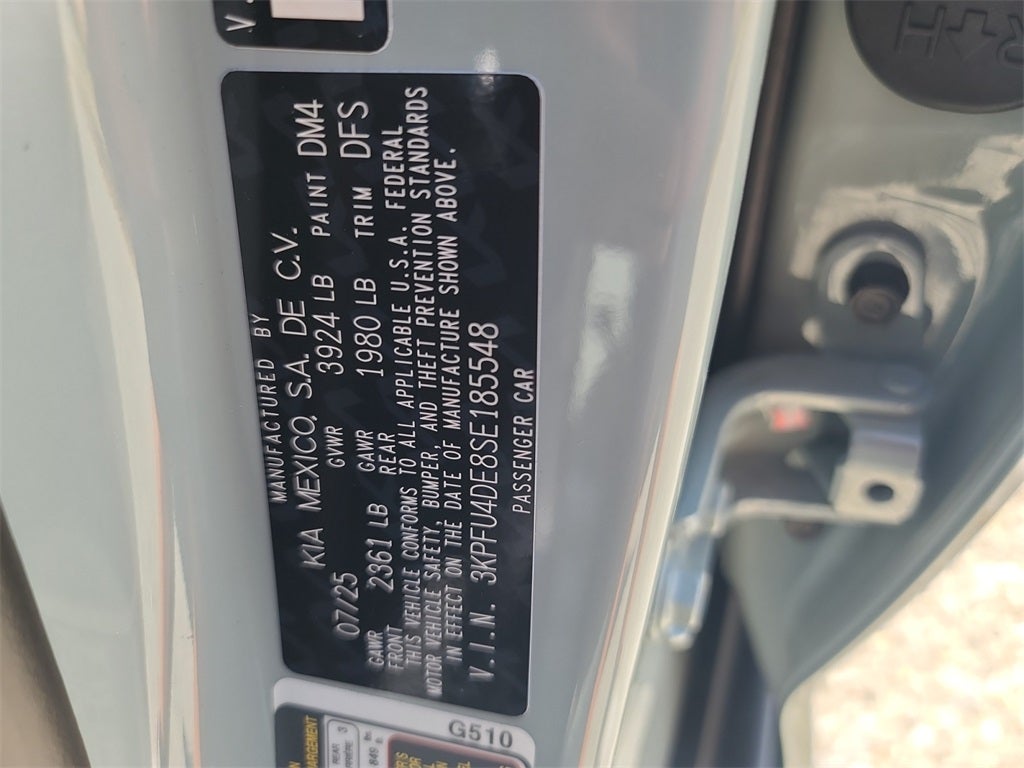 MANUFACTURED BY
KIA MEXICO, S.A. DE C.V.
07/25 GVWR 3924 LB PAINT DM4
GAWR FRONT 2361 LB GAWR REAR 1980 LB TRIM DFS
THIS VEHICLE CONFORMS TO ALL APPLICABLE U.S.A. FEDERAL
MOTOR VEHICLE SAFETY, BUMPER, AND THEFT PREVENTION STANDARDS
IN EFFECT ON THE DATE OF MANUFACTURE SHOWN ABOVE.
V.I.N. 3KPFU4DE8SE185548
PASSENGER CAR
REAR 3
G510
R H